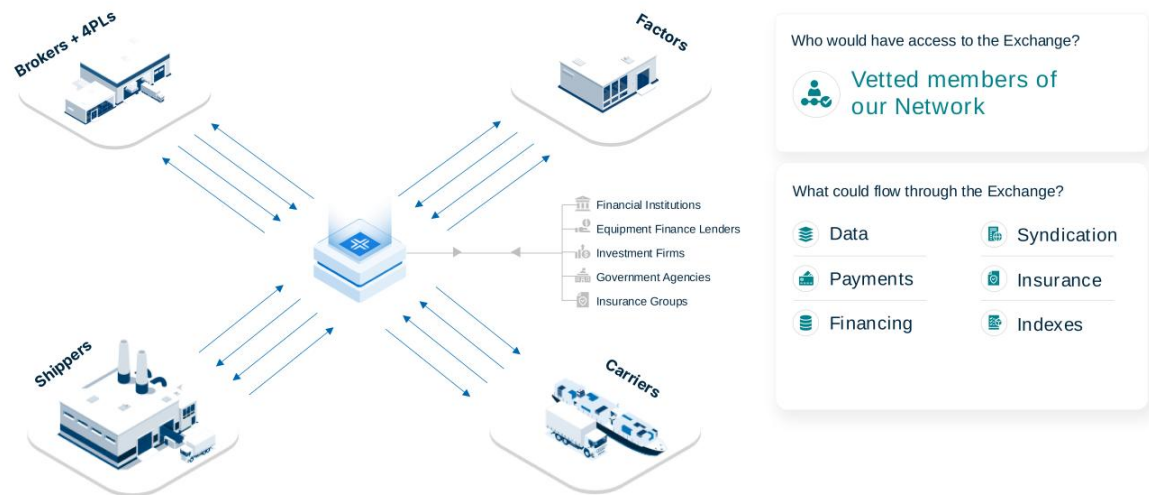 Brokers + 4PLs
Factors
Financial Institutions
Equipment Finance Lenders
Investment Firms
Government Agencies
Insurance Groups
Shippers
Carriers
Who would have access to the Exchange?
Vetted members of
our Network
What could flow through the Exchange?
Data
Syndication
Payments
Insurance
Financing
Indexes